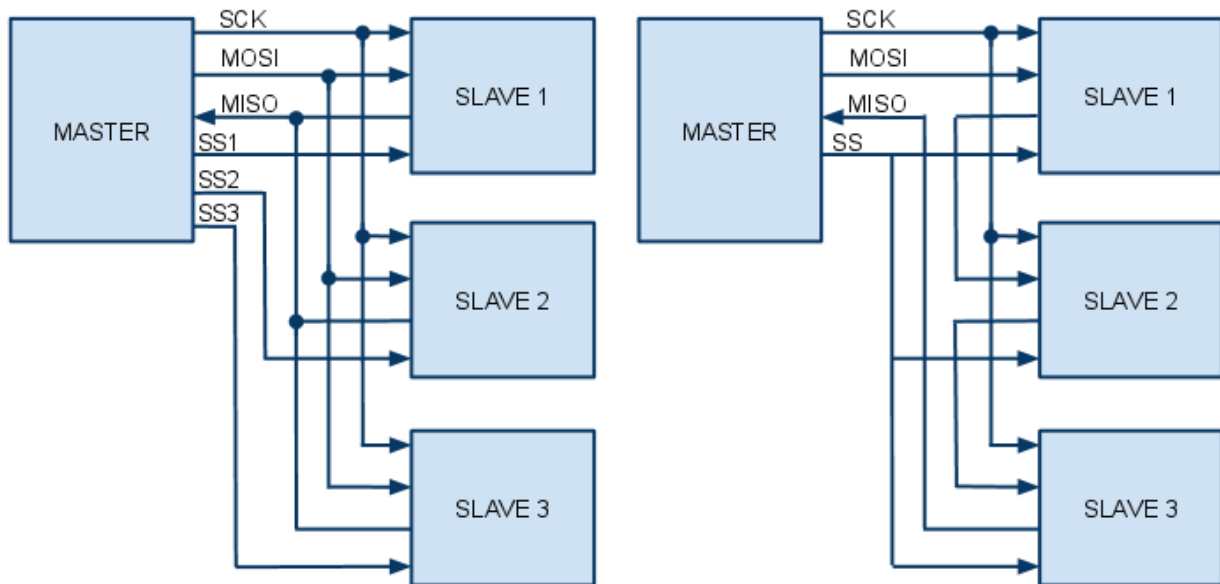 SCK
MOSI
MISO
MASTER
SS1
SS2
SS3
SLAVE 1
SLAVE 2
SLAVE 3
SCK
MOSI
MISO
MASTER
SS
SLAVE 1
SLAVE 2
SLAVE 3